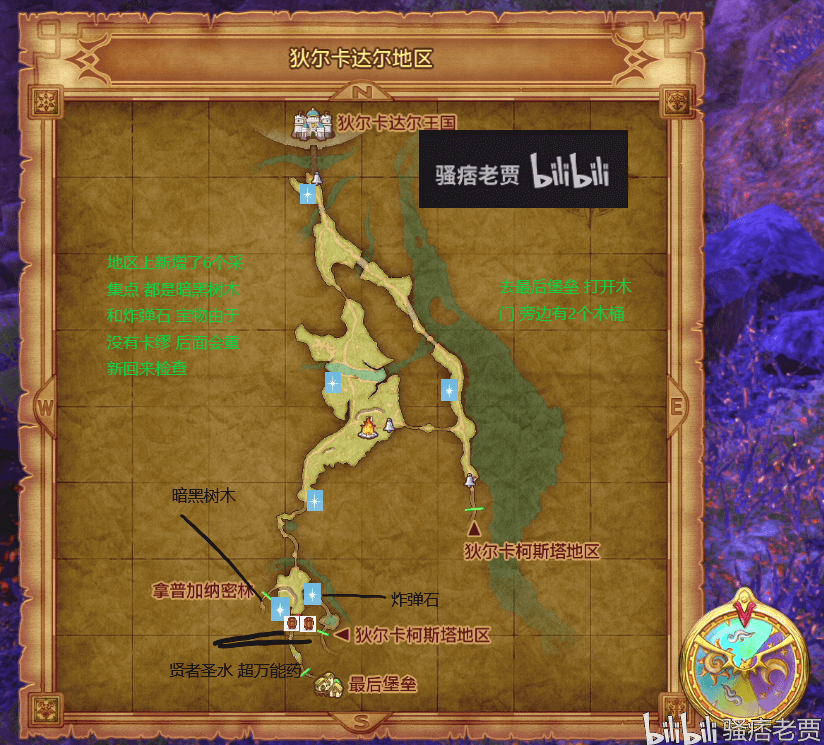 狄尔卡达尔地区
N
狄尔卡达尔王国
骚痞老贾 bilibili
地区上新增了6个采
集点 都是暗黑树木
和炸弹石 宝物由于
没有卡缪 后面会重
新回来检查
去最后堡垒 打开木
门 旁边有2个木桶
W
E
暗黑树木
狄尔卡柯斯塔地区
拿普加纳密林
炸弹石
狄尔卡柯斯塔地区
贤者圣水 超万能药
最后堡垒
S
bilibili 骚痞老贾